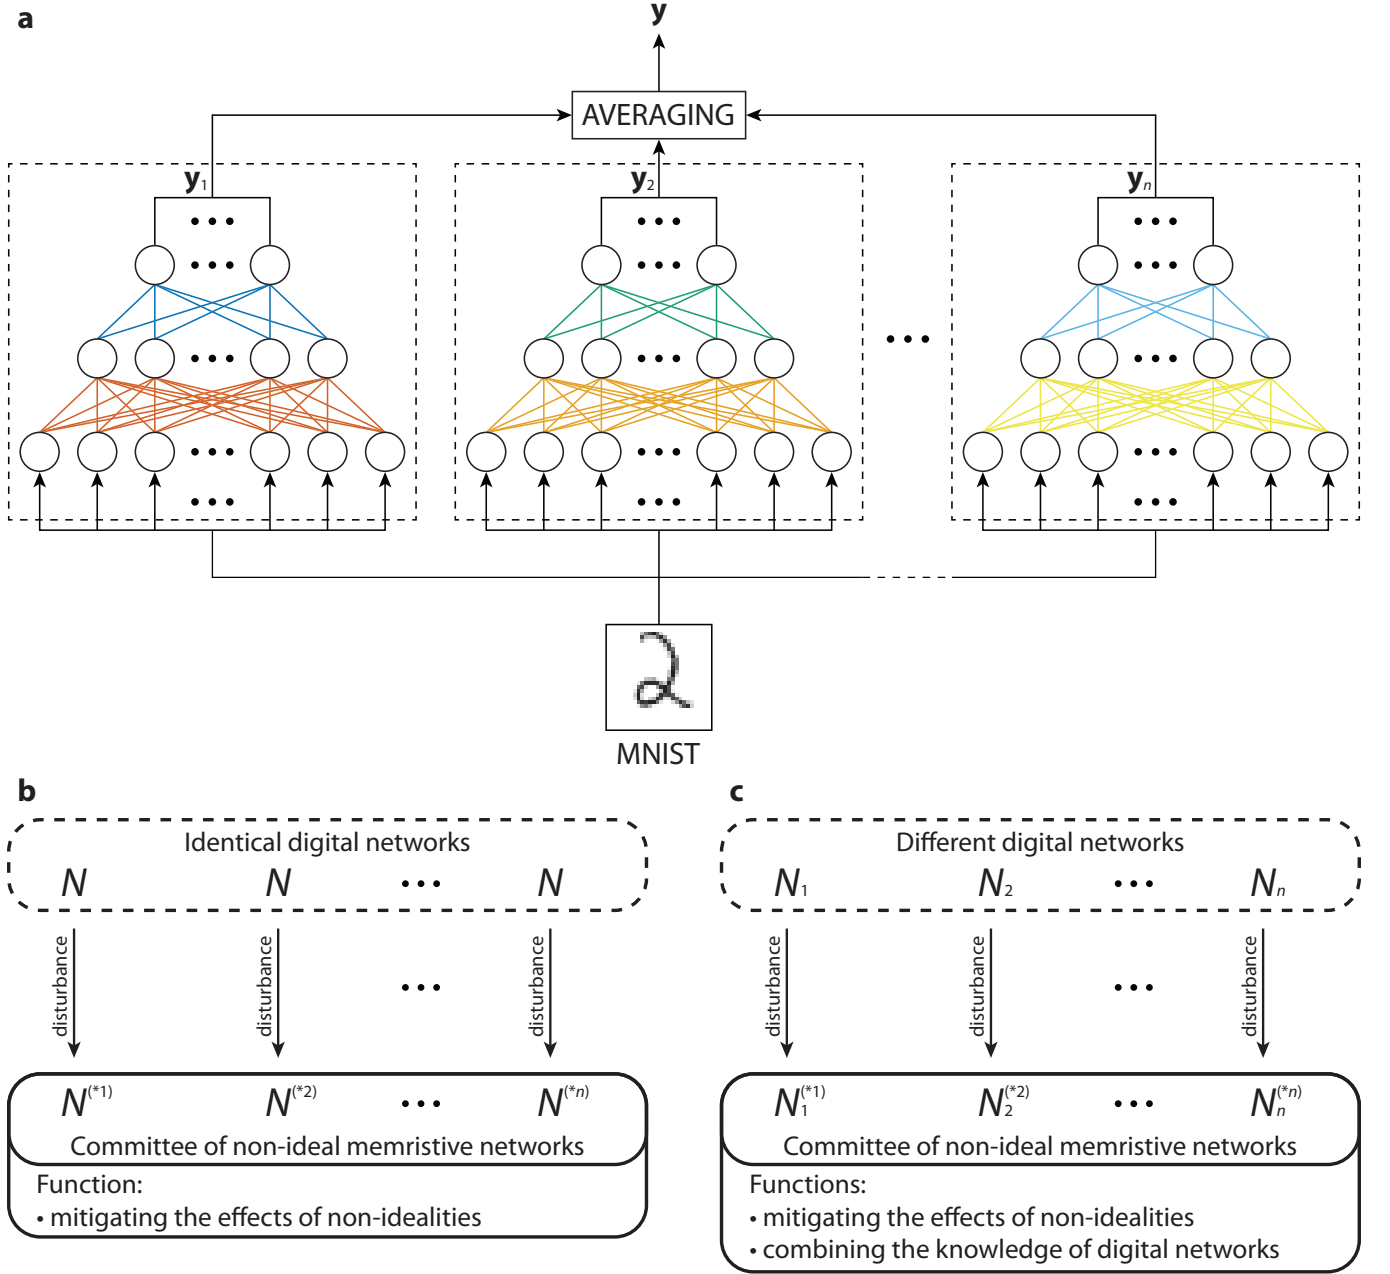 a
y
AVERAGING
y1 y2 yn
MNIST
b
Identical digital networks
N N ••• N
disturbance disturbance ••• disturbance
N(*1) N(*2) ••• N(*n)
Committee of non-ideal memristive networks
Function:
• mitigating the effects of non-idealities
c
Different digital networks
N1 N2 ••• Nn
disturbance disturbance ••• disturbance
N1(*1) N2(*2) ••• Nn(*n)
Committee of non-ideal memristive networks
Functions:
• mitigating the effects of non-idealities
• combining the knowledge of digital networks